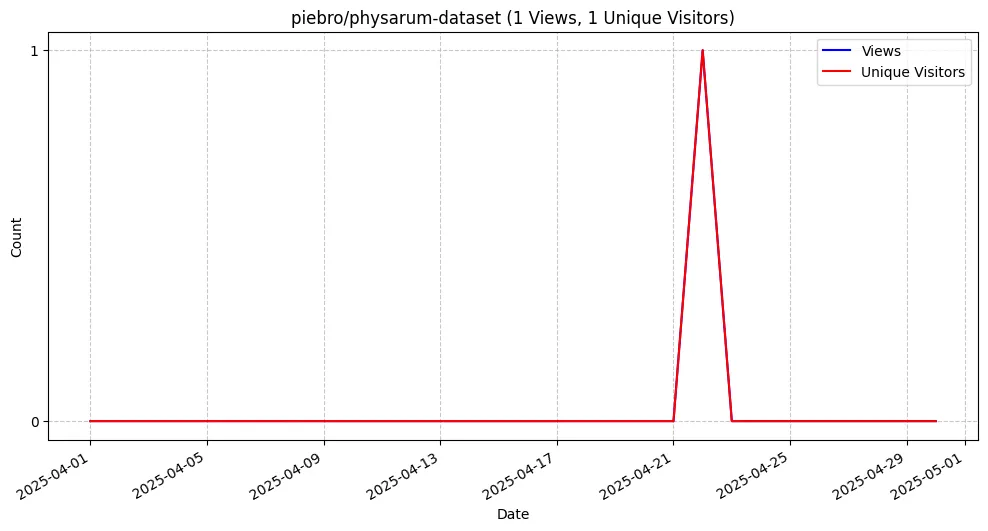 piebro/physarum-dataset (1 Views, 1 Unique Visitors)
Views
Unique Visitors
1
0
Count
2025-04-01
2025-04-05
2025-04-09
2025-04-13
2025-04-17
2025-04-21
2025-04-25
2025-04-29
2025-05-01
Date